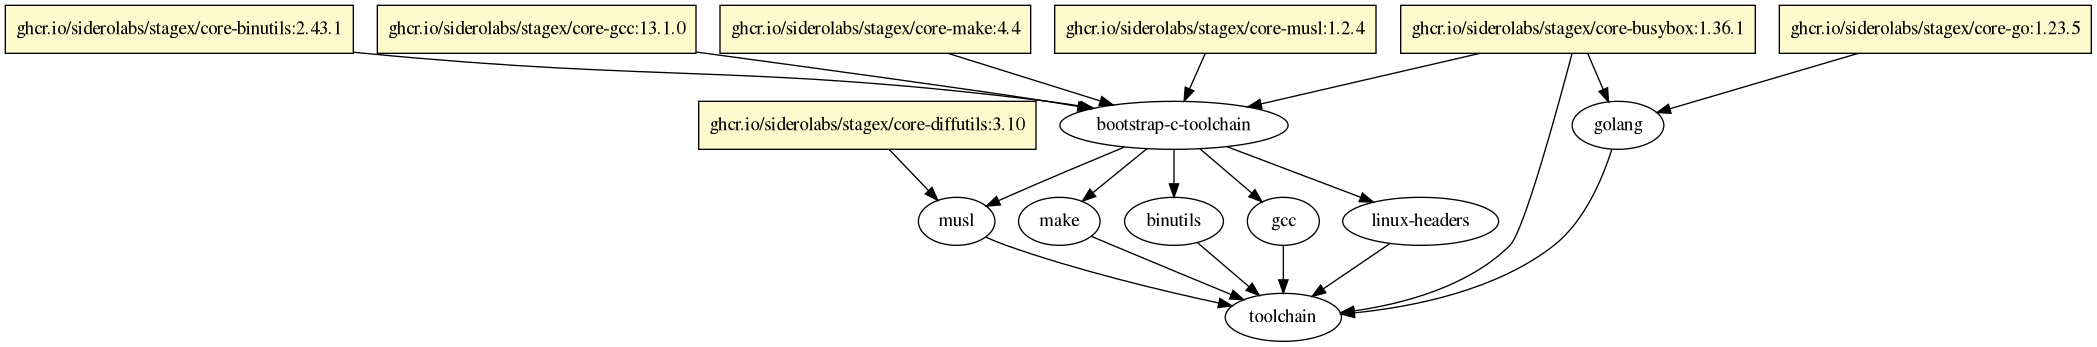 ghcr.io/siderolabs/stagex/core-binutils:2.43.1
ghcr.io/siderolabs/stagex/core-gcc:13.1.0
ghcr.io/siderolabs/stagex/core-make:4.4
ghcr.io/siderolabs/stagex/core-musl:1.2.4
ghcr.io/siderolabs/stagex/core-busybox:1.36.1
ghcr.io/siderolabs/stagex/core-go:1.23.5
ghcr.io/siderolabs/stagex/core-diffutils:3.10
bootstrap-c-toolchain
golang
musl
make
binutils
gcc
linux-headers
toolchain